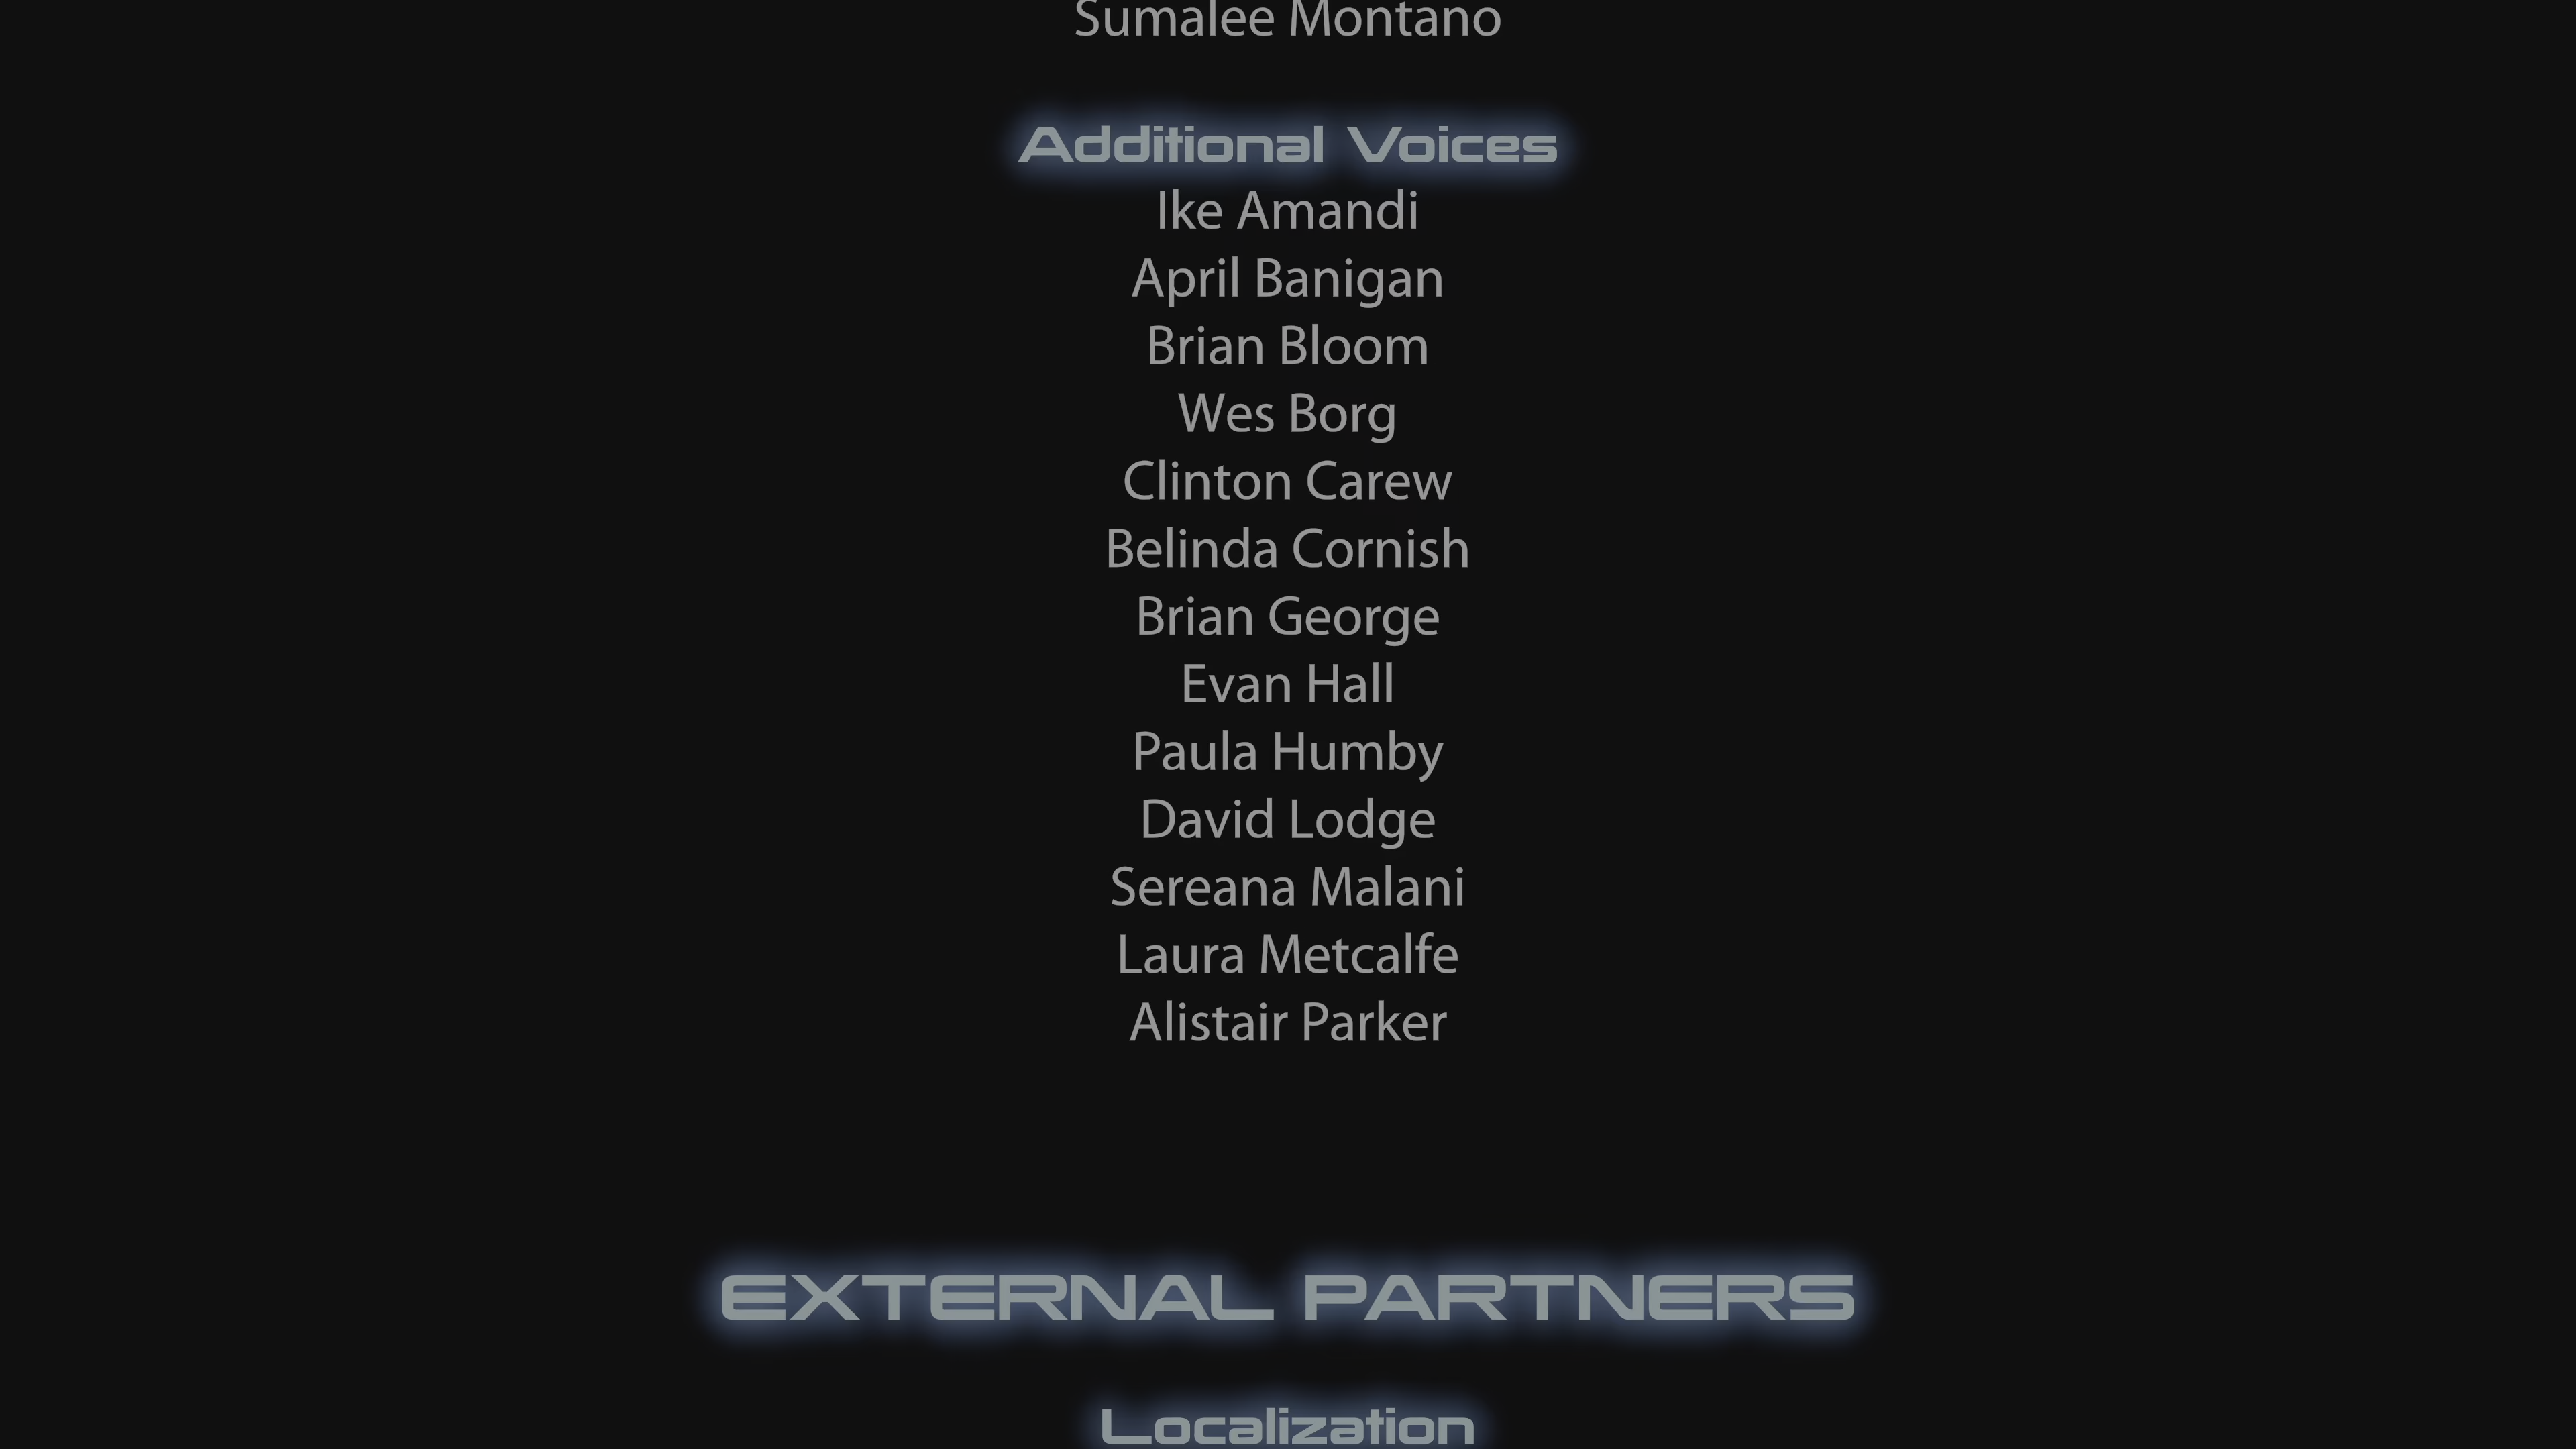 Sumalee Montano
Additional Voices
Ike Amandi
April Banigan
Brian Bloom
Wes Borg
Clinton Carew
Belinda Cornish
Brian George
Evan Hall
Paula Humby
David Lodge
Sereana Malani
Laura Metcalfe
Alistair Parker
EXTERNAL PARTNERS
Localization